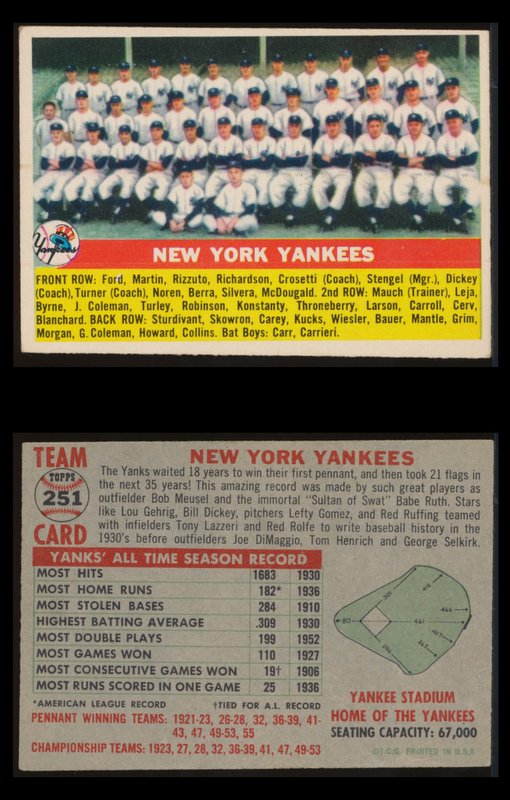 Yankees
NEW YORK YANKEES
FRONT ROW: Ford, Martin, Rizzuto, Richardson, Crosetti (Coach), Stengel (Mgr.), Dickey
(Coach), Turner (Coach), Noren, Berra, Silvera, McDougald. 2ND ROW: Mauch (Trainer), Leja,
Byrne, J. Coleman, Turley, Robinson, Konstanty, Throneberry, Larson, Carroll, Cerv,
Blanchard. BACK ROW: Sturdivant, Skowron, Carey, Kucks, Wiesler, Bauer, Mantle, Grim,
Morgan, G. Coleman, Howard, Collins. Bat Boys: Carr, Carrieri.
TEAM
TOPPS
251
CARD
NEW YORK YANKEES
The Yanks waited 18 years to win their first pennant, and then took 21 flags in
the next 35 years! This amazing record was made by such great players as
outfielder Bob Meusel and the immortal "Sultan of Swat" Babe Ruth. Stars
like Lou Gehrig, Bill Dickey, pitchers Lefty Gomez, and Red Ruffing teamed
with infielders Tony Lazzeri and Red Rolfe to write baseball history in the
1930's before outfielders Joe DiMaggio, Tom Henrich and George Selkirk.
YANKS' ALL TIME SEASON RECORD
MOST HITS 1683 1930
MOST HOME RUNS 182* 1936
MOST STOLEN BASES 284 1910
HIGHEST BATTING AVERAGE .309 1930
MOST DOUBLE PLAYS 199 1952
MOST GAMES WON 110 1927
MOST CONSECUTIVE GAMES WON 19† 1906
MOST RUNS SCORED IN ONE GAME 25 1936
*AMERICAN LEAGUE RECORD †TIED FOR A.L. RECORD
PENNANT WINNING TEAMS: 1921-23, 26-28, 32, 36-39, 41-
43, 47, 49-53, 55
CHAMPIONSHIP TEAMS: 1923, 27, 28, 32, 36-39, 41, 47, 49-53
301
466
80
461
407
367
YANKEE STADIUM
HOME OF THE YANKEES
SEATING CAPACITY: 67,000
©T.C.G. PRINTED IN U.S.A